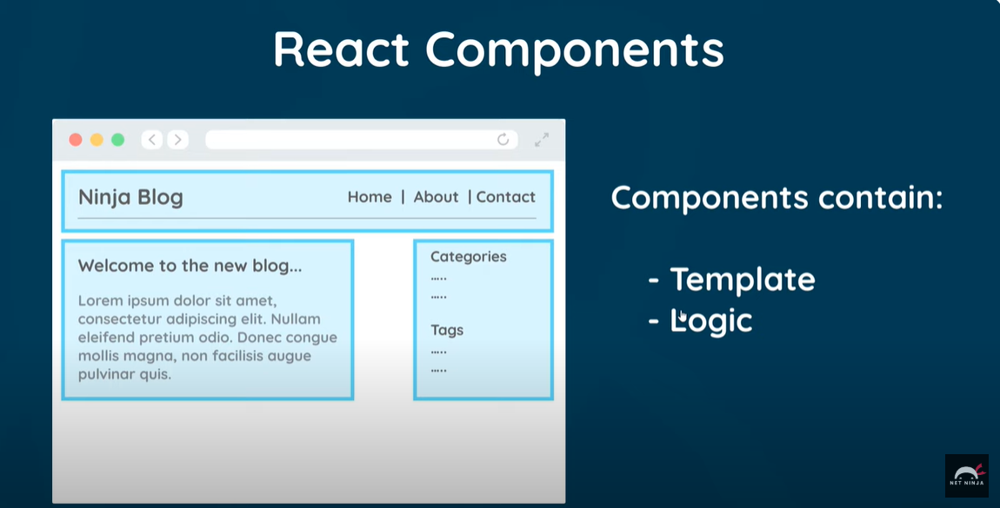 React Components
Ninja Blog
Home | About | Contact
Welcome to the new blog...
Lorem ipsum dolor sit amet,
consectetur adipiscing elit. Nullam
eleifend pretium odio. Donec congue
mollis magna, non facilisis augue
pulvinar quis.
Categories
.....
.....
Tags
.....
.....
Components contain:
- Template
- Logic
NET NINJA